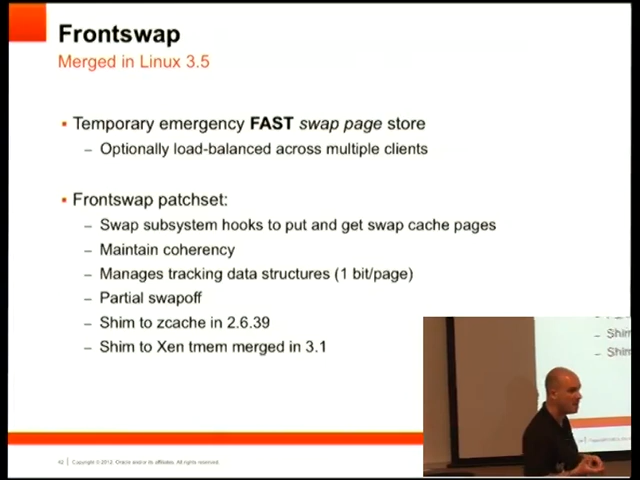 Frontswap
Merged in Linux 3.5
Temporary emergency FAST swap page store
– Optionally load-balanced across multiple clients
Frontswap patchset:
– Swap subsystem hooks to put and get swap cache pages
– Maintain coherency
– Manages tracking data structures (1 bit/page)
– Partial swapoff
– Shim to zcache in 2.6.39
– Shim to Xen tmem merged in 3.1
– Shim
– Shim
42 | Copyright © 2012, Oracle and/or its affiliates. All rights reserved.